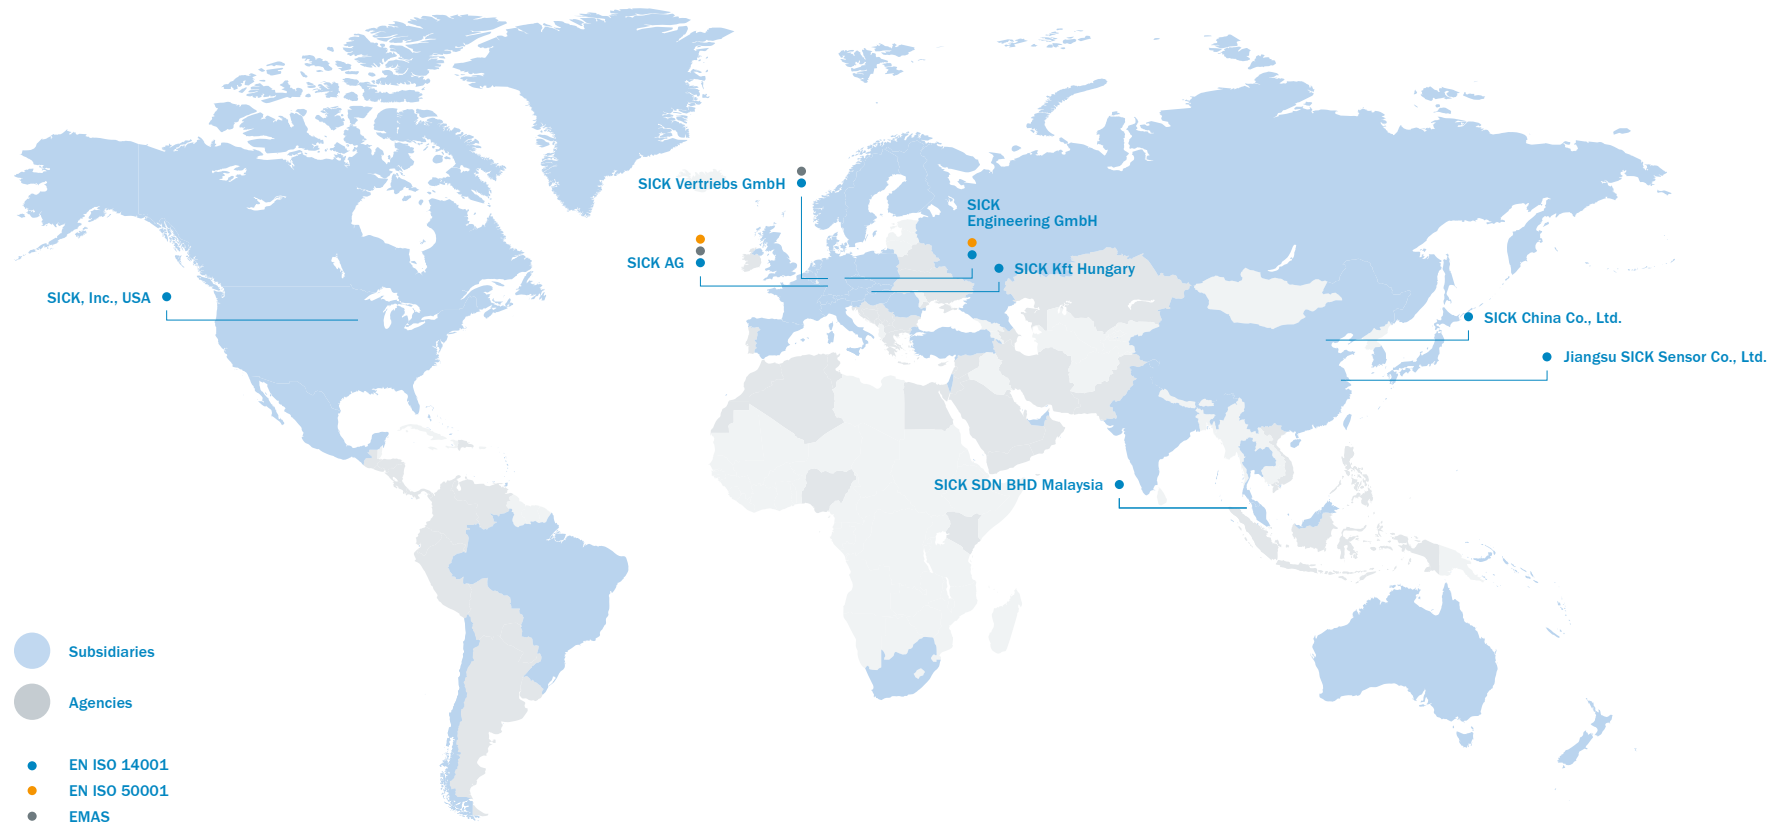 SICK Vertriebs GmbH
SICK
Engineering GmbH
SICK AG
SICK Kft Hungary
SICK, Inc., USA
SICK China Co., Ltd.
Jiangsu SICK Sensor Co., Ltd.
SICK SDN BHD Malaysia
Subsidiaries
Agencies
EN ISO 14001
EN ISO 50001
EMAS